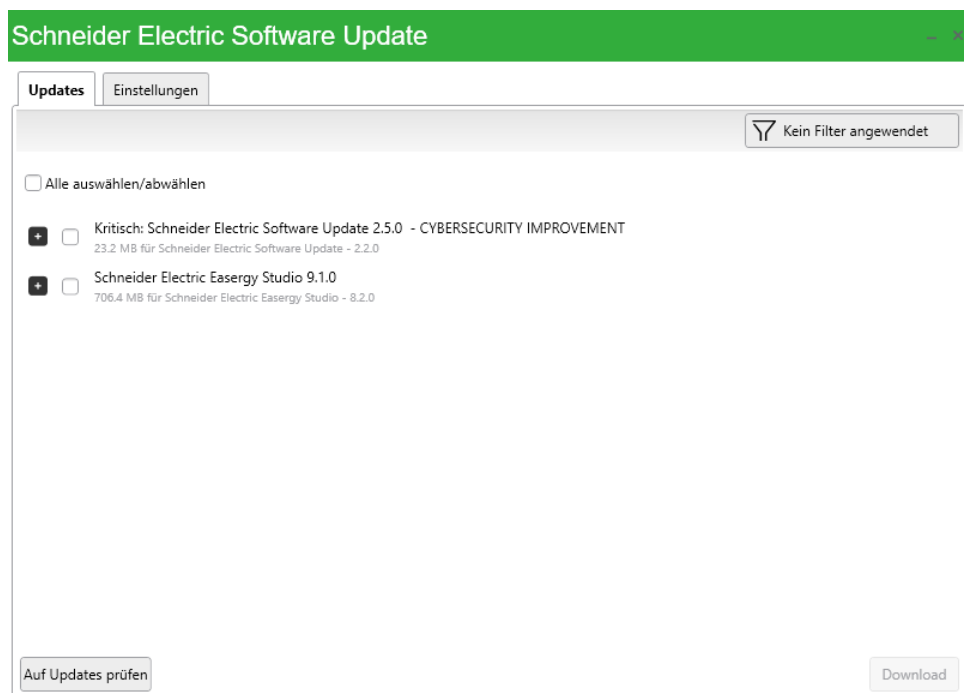 Schneider Electric Software Update
Updates
Einstellungen
Kein Filter angewendet
Alle auswählen/abwählen
Kritisch: Schneider Electric Software Update 2.5.0 - CYBERSECURITY IMPROVEMENT
23.2 MB für Schneider Electric Software Update - 2.2.0
Schneider Electric Easergy Studio 9.1.0
706.4 MB für Schneider Electric Easergy Studio - 8.2.0
Auf Updates prüfen
Download